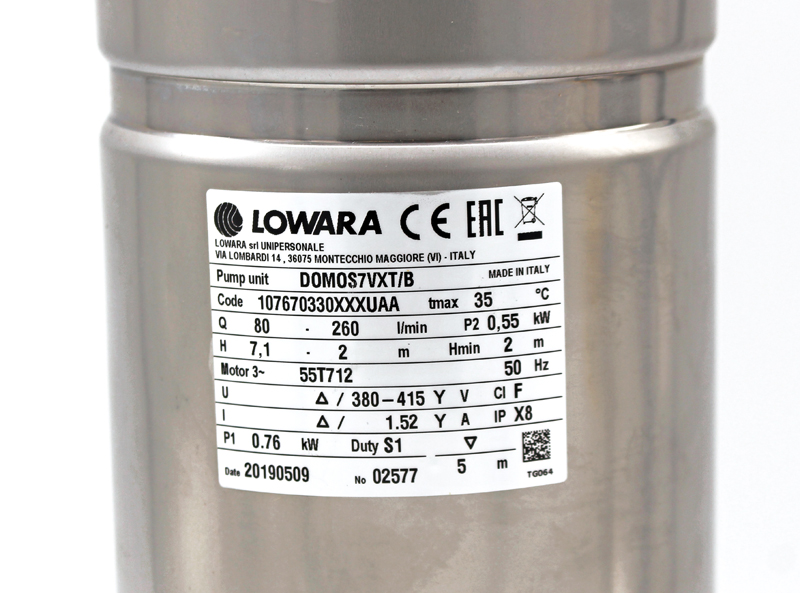 LOWARA CE EAC
LOWARA srl UNIPERSONALE
VIA LOMBARDI 14 , 36075 MONTECCHIO MAGGIORE (VI) - ITALY
Pump unit DOMOS7VXT/B MADE IN ITALY
Code 107670330XXXUAA tmax 35 °C
Q 80 - 260 l/min P2 0,55 kW
H 7,1 - 2 m Hmin 2 m
Motor 3~ 55T712 50 Hz
U Δ / 380–415 Y V Cl F
I Δ / 1.52 Y A IP X8
P1 0.76 kW Duty S1 ▽
Date 20190509 No 02577 5 m TG064